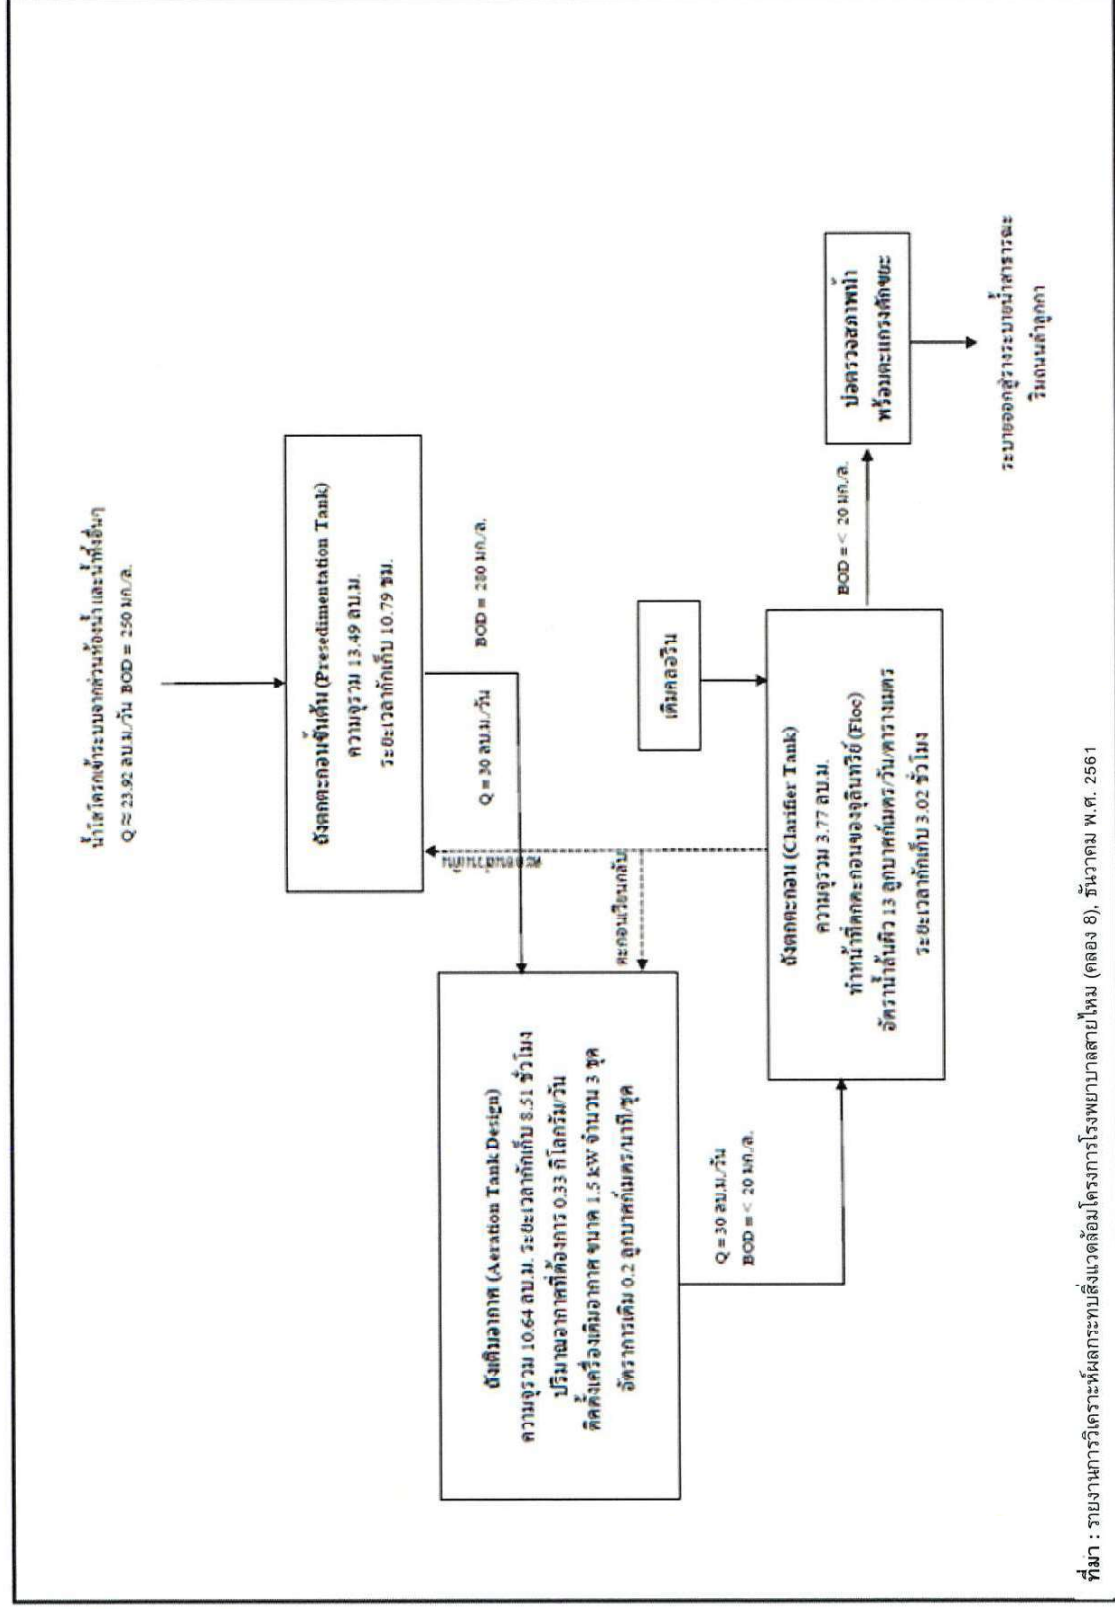 น้ำโสโครกเข้าระบบจากส่วนห้องน้ำ และน้ำทิ้งอื่นๆ
Q ≈ 23.92 ลบ.ม./วัน BOD = 250 มก./ล.
ถังตกตะกอนขั้นต้น (Presedimentation Tank)
ความจุรวม 13.49 ลบ.ม.
ระยะเวลากักเก็บ 10.79 ชม.
Q = 30 ลบ.ม./วัน
BOD = 280 มก./ล.
ตะกอนเวียนกลับ
ถังเติมอากาศ (Aeration Tank Design)
ความจุรวม 10.64 ลบ.ม. ระยะเวลากักเก็บ 8.51 ชั่วโมง
ปริมาณอากาศที่ต้องการ 0.33 กิโลกรัม/วัน
ติดตั้งเครื่องเติมอากาศ ขนาด 1.5 kW จำนวน 3 ชุด
อัตราการเติม 0.2 ลูกบาศก์เมตร/นาที/ชุด
เติมคลอรีน
Q = 30 ลบ.ม./วัน
BOD = < 20 มก./ล.
ถังตกตะกอน (Clarifier Tank)
ความจุรวม 3.77 ลบ.ม.
ทำหน้าที่ตกตะกอนของจุลินทรีย์ (Floc)
อัตราน้ำล้นผิว 13 ลูกบาศก์เมตร/วัน/ตารางเมตร
ระยะเวลากักเก็บ 3.02 ชั่วโมง
BOD = < 20 มก./ล.
บ่อตรวจสภาพน้ำ
พร้อมตะแกรงดักขยะ
ระบายออกสู่รางระบายน้ำสาธารณะ
ริมถนนลำลูกกา
ที่มา : รายงานการวิเคราะห์ผลกระทบสิ่งแวดล้อมโครงการโรงพยาบาลสายไหม (คลอง 8), ธันวาคม พ.ศ. 2561